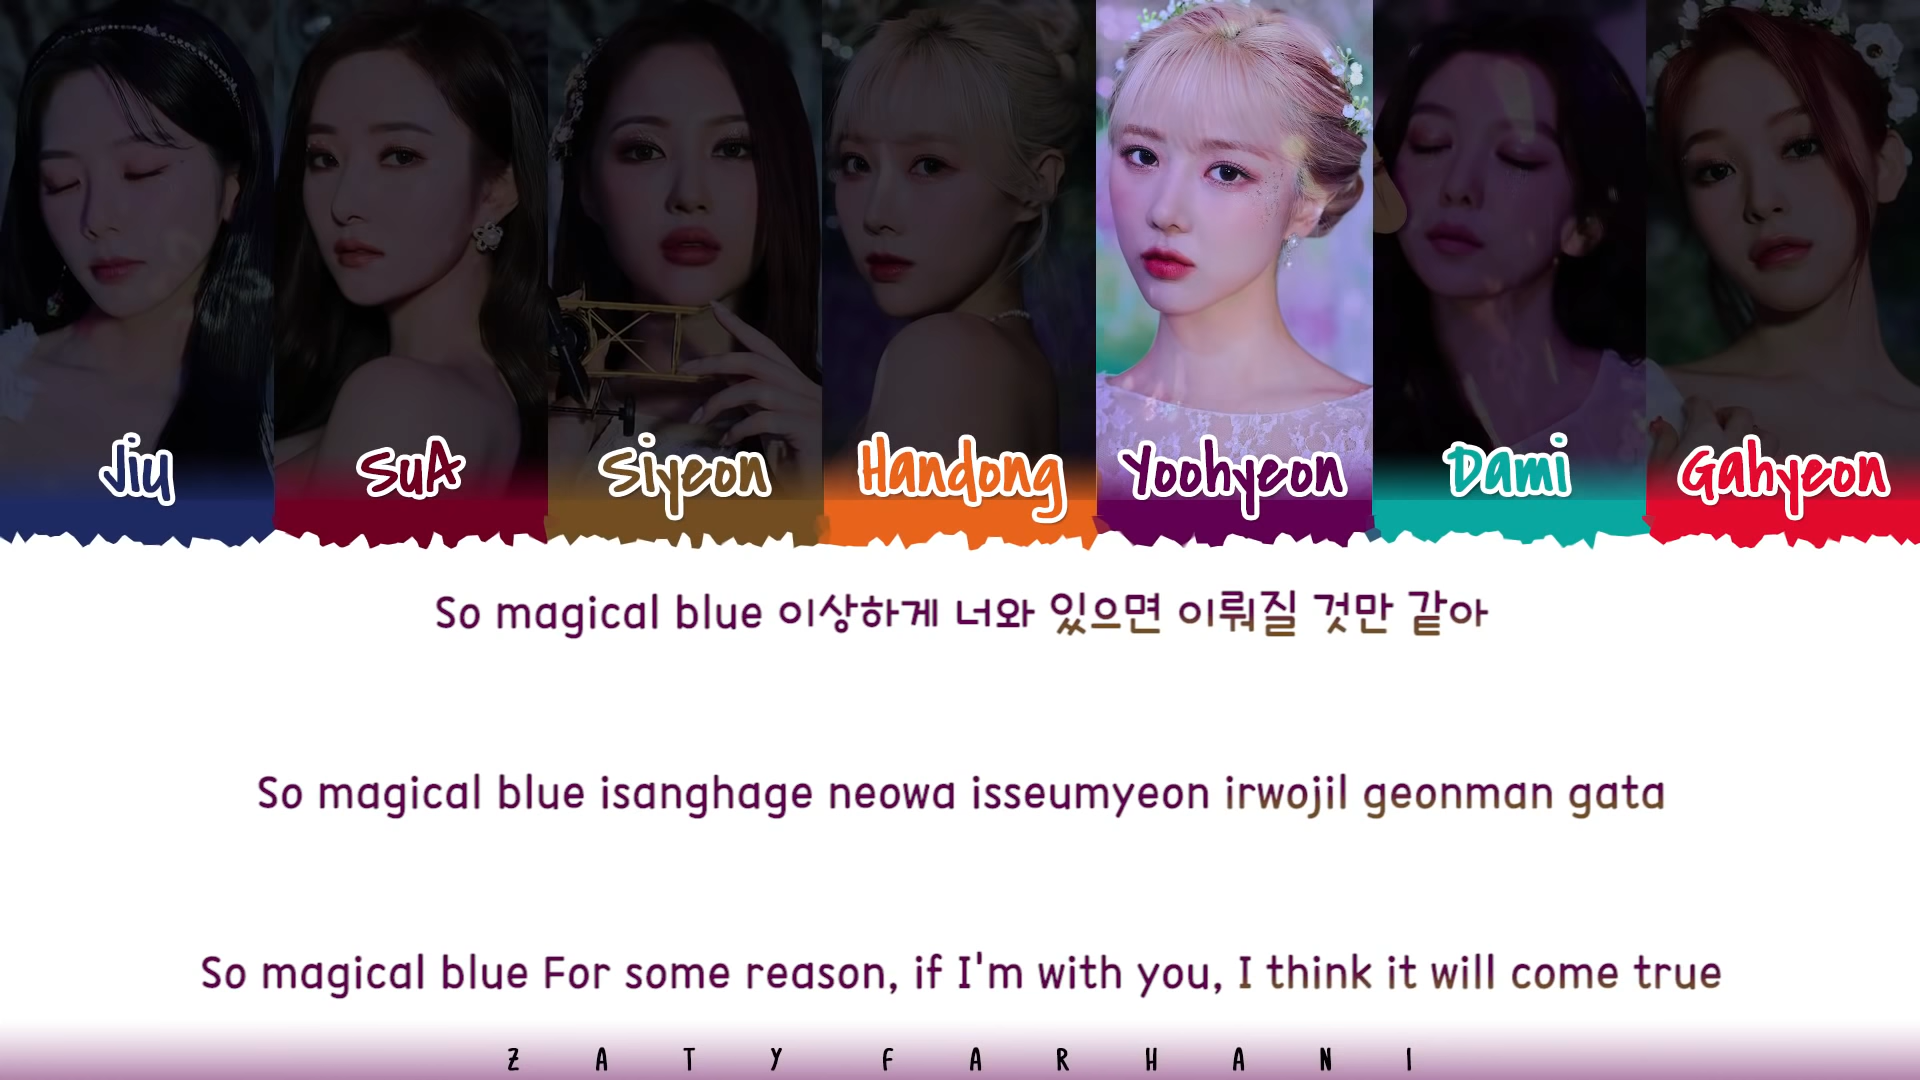 Jiu SuA Siyeon Handong Yoohyeon Dami Gahyeon
So magical blue 이상하게 너와 있으면 이뤄질 것만 같아
So magical blue isanghage neowa isseumyeon irwojil geonman gata
So magical blue For some reason, if I'm with you, I think it will come true
ZATY FARHANI